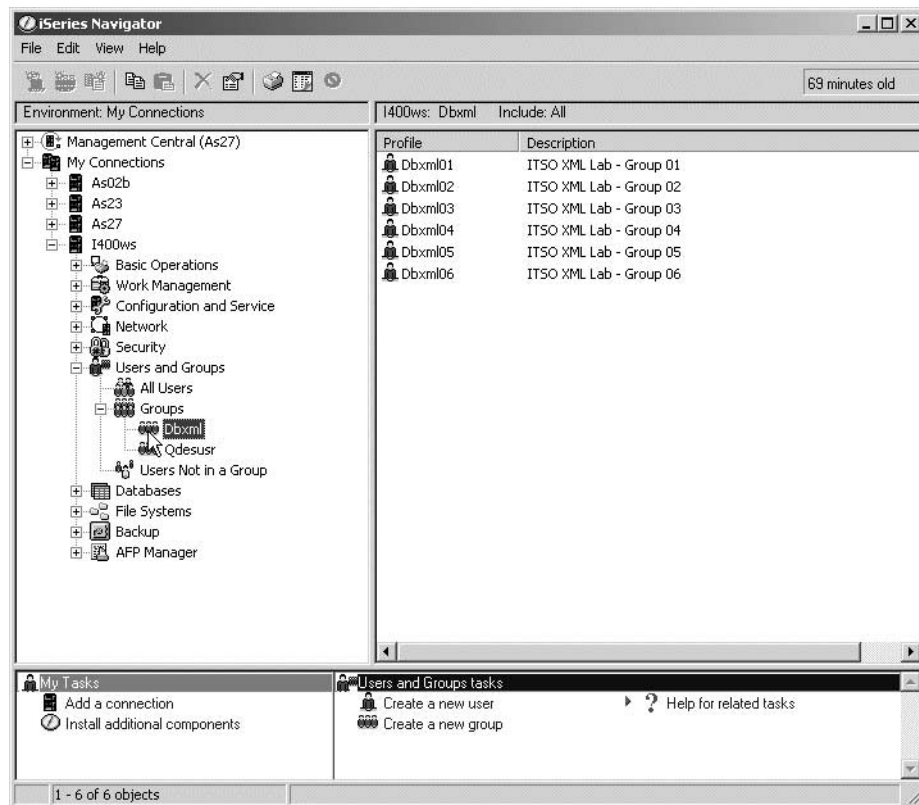 iSeries Navigator
File Edit View Help
69 minutes old
Environment: My Connections
I400ws: Dbxml Include: All
Management Central (As27)
My Connections
As02b
As23
As27
I400ws
Basic Operations
Work Management
Configuration and Service
Network
Security
Users and Groups
All Users
Groups
Dbxml
Qdesusr
Users Not in a Group
Databases
File Systems
Backup
AFP Manager
Profile Description
Dbxml01 ITSO XML Lab - Group 01
Dbxml02 ITSO XML Lab - Group 02
Dbxml03 ITSO XML Lab - Group 03
Dbxml04 ITSO XML Lab - Group 04
Dbxml05 ITSO XML Lab - Group 05
Dbxml06 ITSO XML Lab - Group 06
My Tasks
Add a connection
Install additional components
Users and Groups tasks
Create a new user
Create a new group
Help for related tasks
1 - 6 of 6 objects